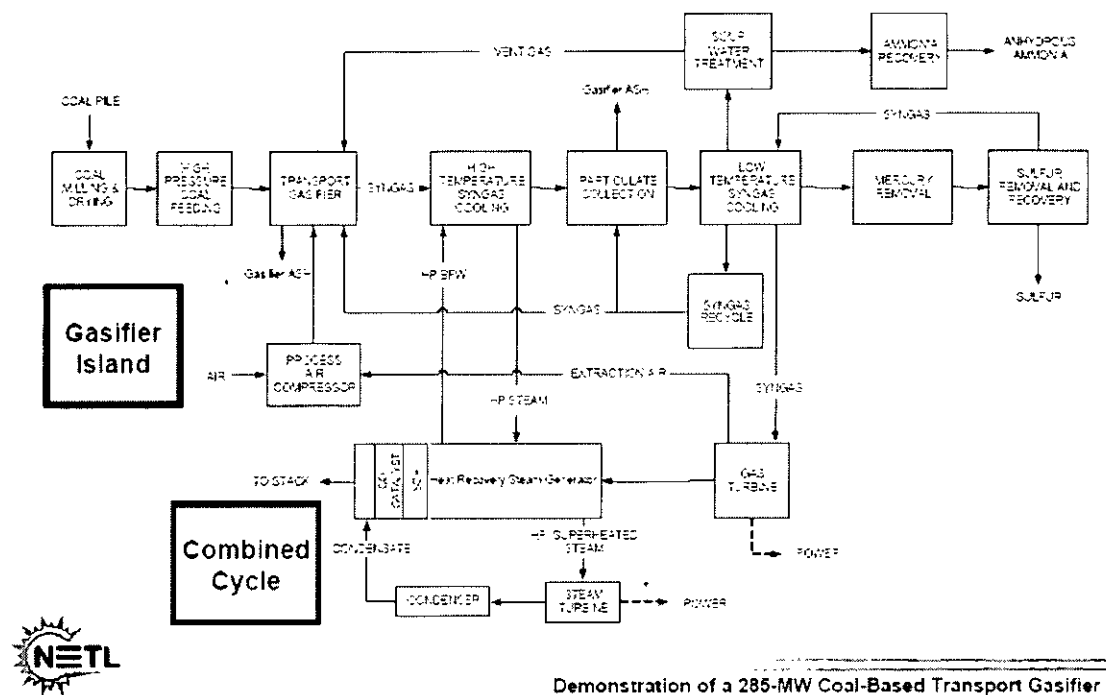 SOUR
WATER
TREATMENT
AMMONIA
RECOVERY
ANHYDROUS
AMMONIA
VENT GAS
Gasifier ASH
COAL PILE
SYNGAS
COAL
MILLING &
DRYING
HIGH
PRESSURE
COAL
FEEDING
TRANSPORT
GASIFIER
SYNGAS
HIGH
TEMPERATURE
SYNGAS
COOLING
PARTICULATE
COLLECTION
LOW
TEMPERATURE
SYNGAS
COOLING
MERCURY
REMOVAL
SULFUR
REMOVAL AND
RECOVERY
Gasifier ASH
HP BFW
SYNGAS
SYNGAS
RECYCLE
SULFUR
Gasifier
Island
AIR
PROCESS
AIR
COMPRESSOR
EXTRACTION AIR
HP STEAM
SYNGAS
TO STACK
CO
CATALYST
Heat Recovery Steam Generator
GAS
TURBINE
Combined
Cycle
CONDENSATE
HP SUPERHEATED
STEAM
POWER
CONDENSER
STEAM
TURBINE
POWER
NETL
Demonstration of a 285-MW Coal-Based Transport Gasifier